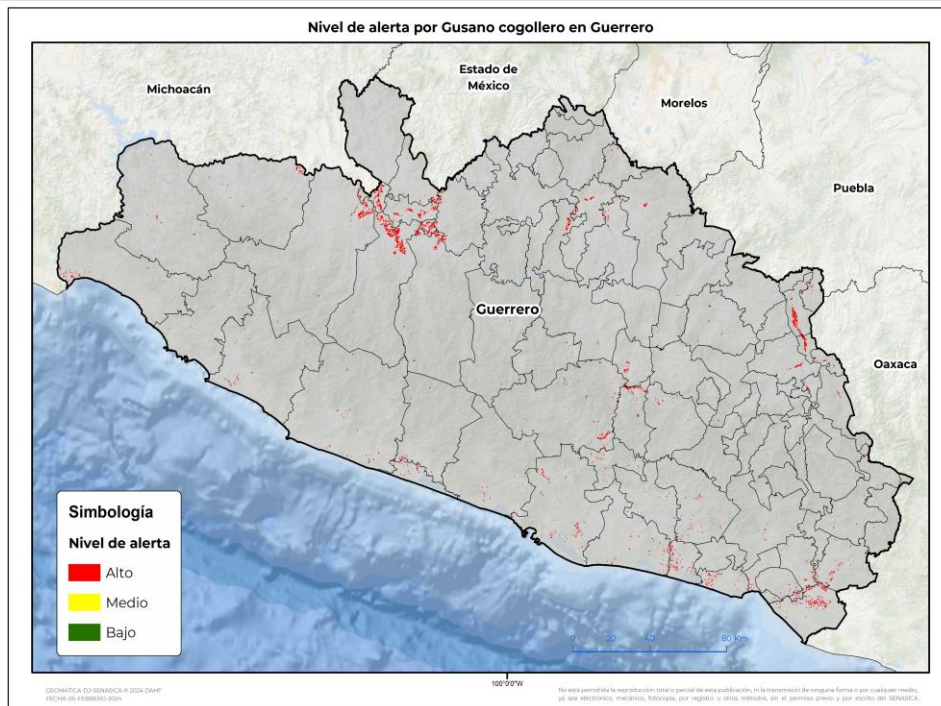 Nivel de alerta por Gusano cogollero en Guerrero
Michoacán
Estado de
México
Morelos
Puebla
Guerrero
Oaxaca
Simbología
Nivel de alerta
Alto
Medio
Bajo
0 20 40 80 Km
100°0'0"W
GEOMATICA-DJ-SENASICA © 2024 DAHF
FECHA: 05-FEBRERO-2024
No está permitida la reproducción total o parcial de esta publicación, ni la transmisión de ninguna forma o por cualquier medio,
ya sea electrónico, mecánico, fotocopia, por registro u otros métodos, sin el permiso previo y por escrito del SENASICA.